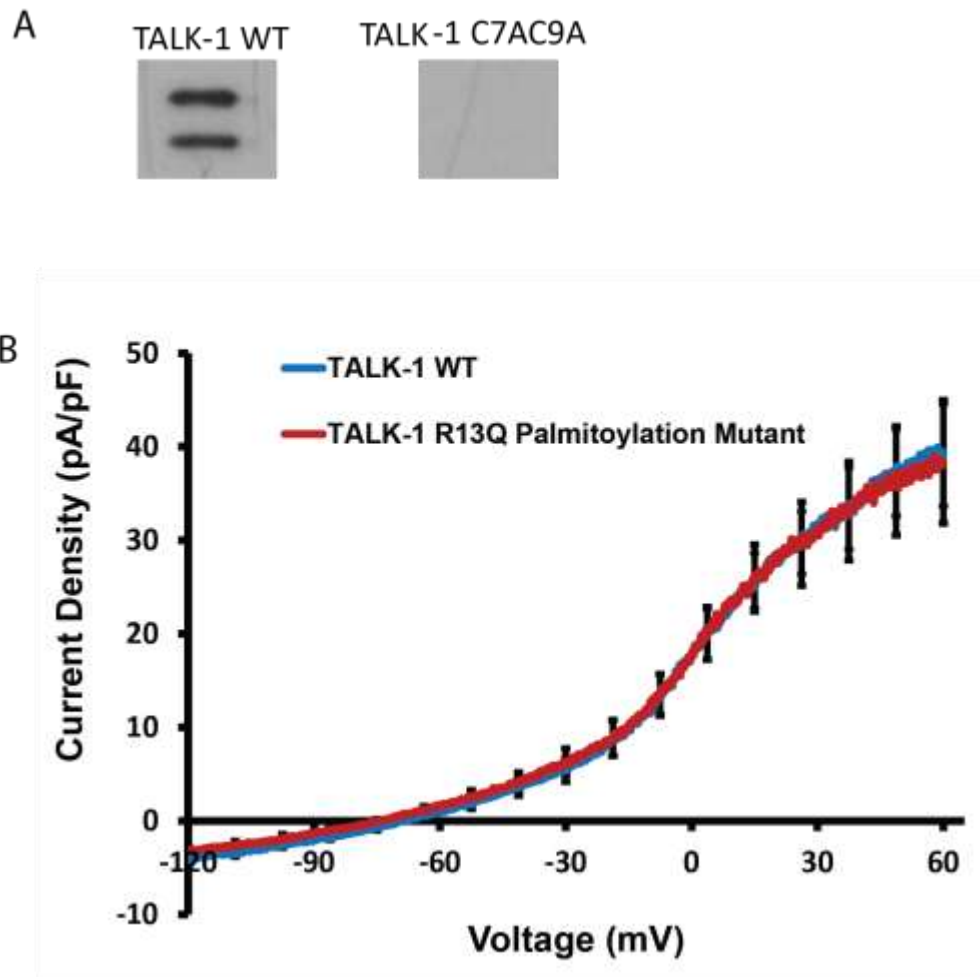 A
TALK-1 WT
TALK-1 C7AC9A
B
TALK-1 WT
TALK-1 R13Q Palmitoylation Mutant
Current Density (pA/pF)
50
40
30
20
10
0
-10
-120 -90 -60 -30 0 30 60
Voltage (mV)